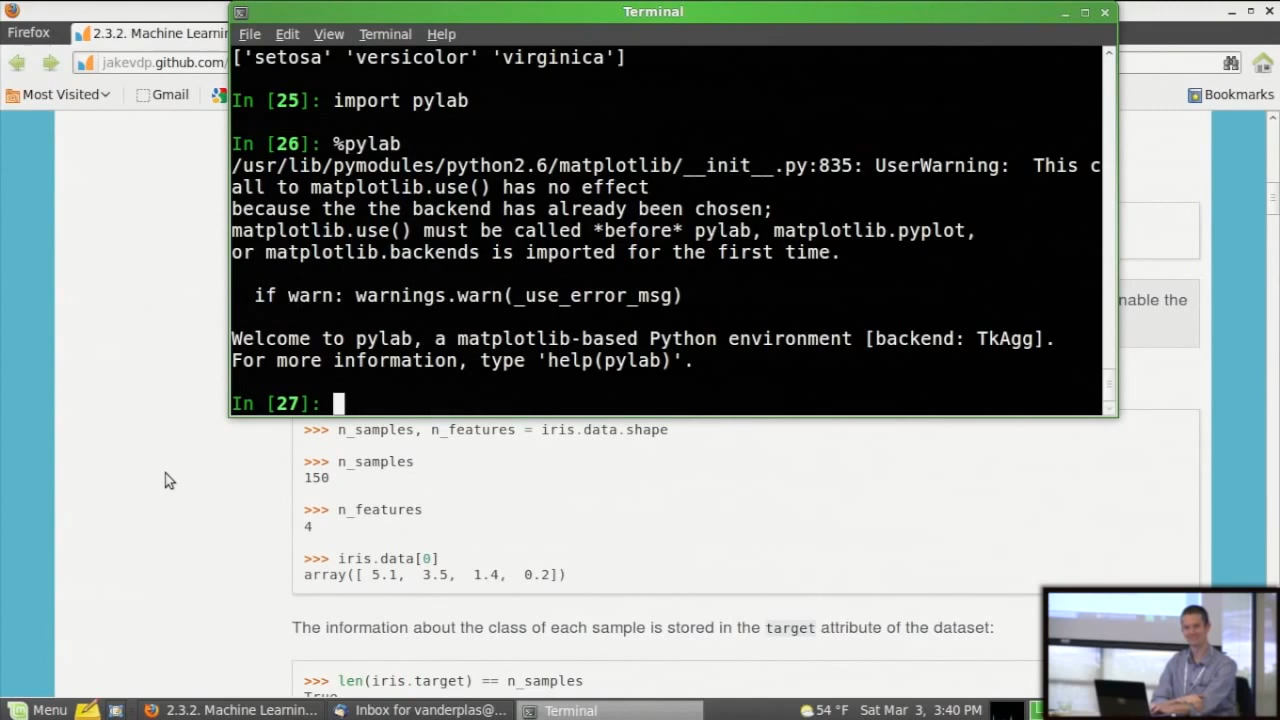 Terminal
Firefox
2.3.2. Machine Learni
File Edit View Terminal Help
jakevdp.github.com/
Most Visited
Gmail
Bookmarks
['setosa' 'versicolor' 'virginica']
In [25]: import pylab
In [26]: %pylab
/usr/lib/pymodules/python2.6/matplotlib/__init__.py:835: UserWarning:  This c
all to matplotlib.use() has no effect
because the the backend has already been chosen;
matplotlib.use() must be called *before* pylab, matplotlib.pyplot,
or matplotlib.backends is imported for the first time.
if warn: warnings.warn(_use_error_msg)
nable the
Welcome to pylab, a matplotlib-based Python environment [backend: TkAgg].
For more information, type 'help(pylab)'.
In [27]:
>>> n_samples, n_features = iris.data.shape
>>> n_samples
150
>>> n_features
4
>>> iris.data[0]
array([ 5.1,  3.5,  1.4,  0.2])
The information about the class of each sample is stored in the target attribute of the dataset:
>>> len(iris.target) == n_samples
True
Menu
2.3.2. Machine Learnin...
Inbox for vanderplas@...
Terminal
54 °F
Sat Mar 3, 3:40 PM